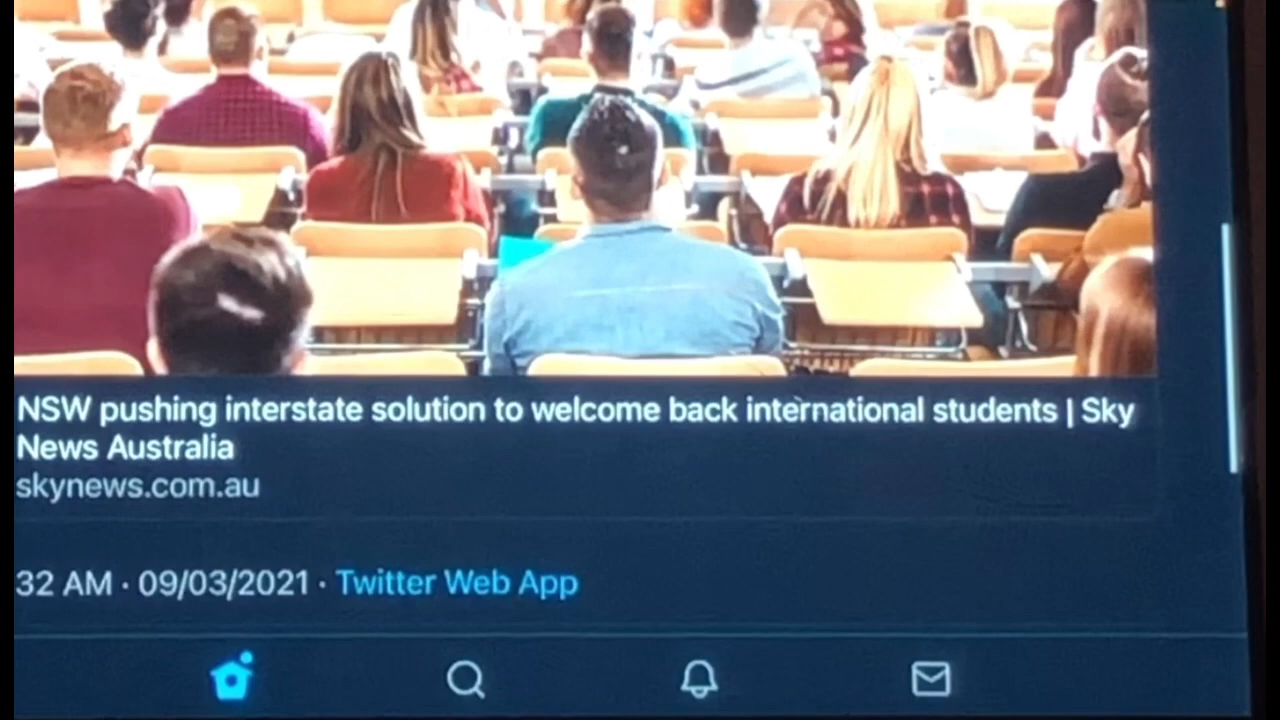 NSW pushing interstate solution to welcome back international students | Sky
News Australia
skynews.com.au
32 AM · 09/03/2021 · Twitter Web App